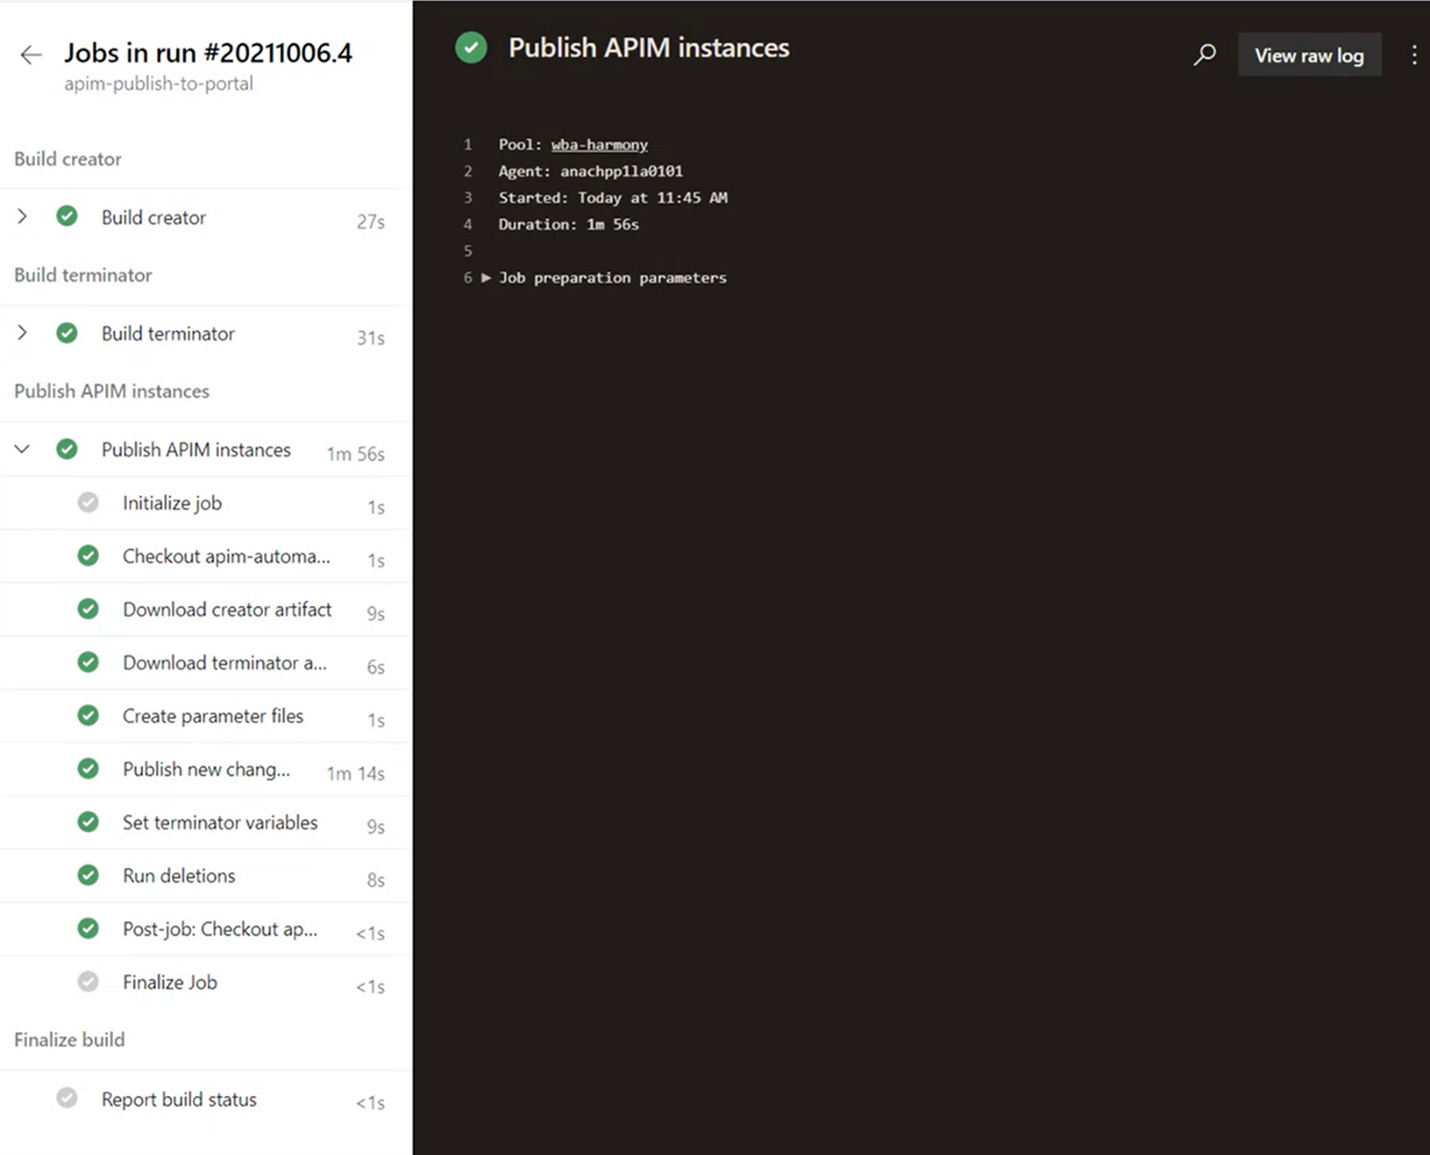 Jobs in run #20211006.4
apim-publish-to-portal
Build creator
Build creator 27s
Build terminator
Build terminator 31s
Publish APIM instances
Publish APIM instances 1m 56s
Initialize job 1s
Checkout apim-automa... 1s
Download creator artifact 9s
Download terminator a... 6s
Create parameter files 1s
Publish new chang... 1m 14s
Set terminator variables 9s
Run deletions 8s
Post-job: Checkout ap... <1s
Finalize Job <1s
Finalize build
Report build status <1s
Publish APIM instances
View raw log
1 Pool: wba-harmony
2 Agent: anachpp1la0101
3 Started: Today at 11:45 AM
4 Duration: 1m 56s
5
6 Job preparation parameters